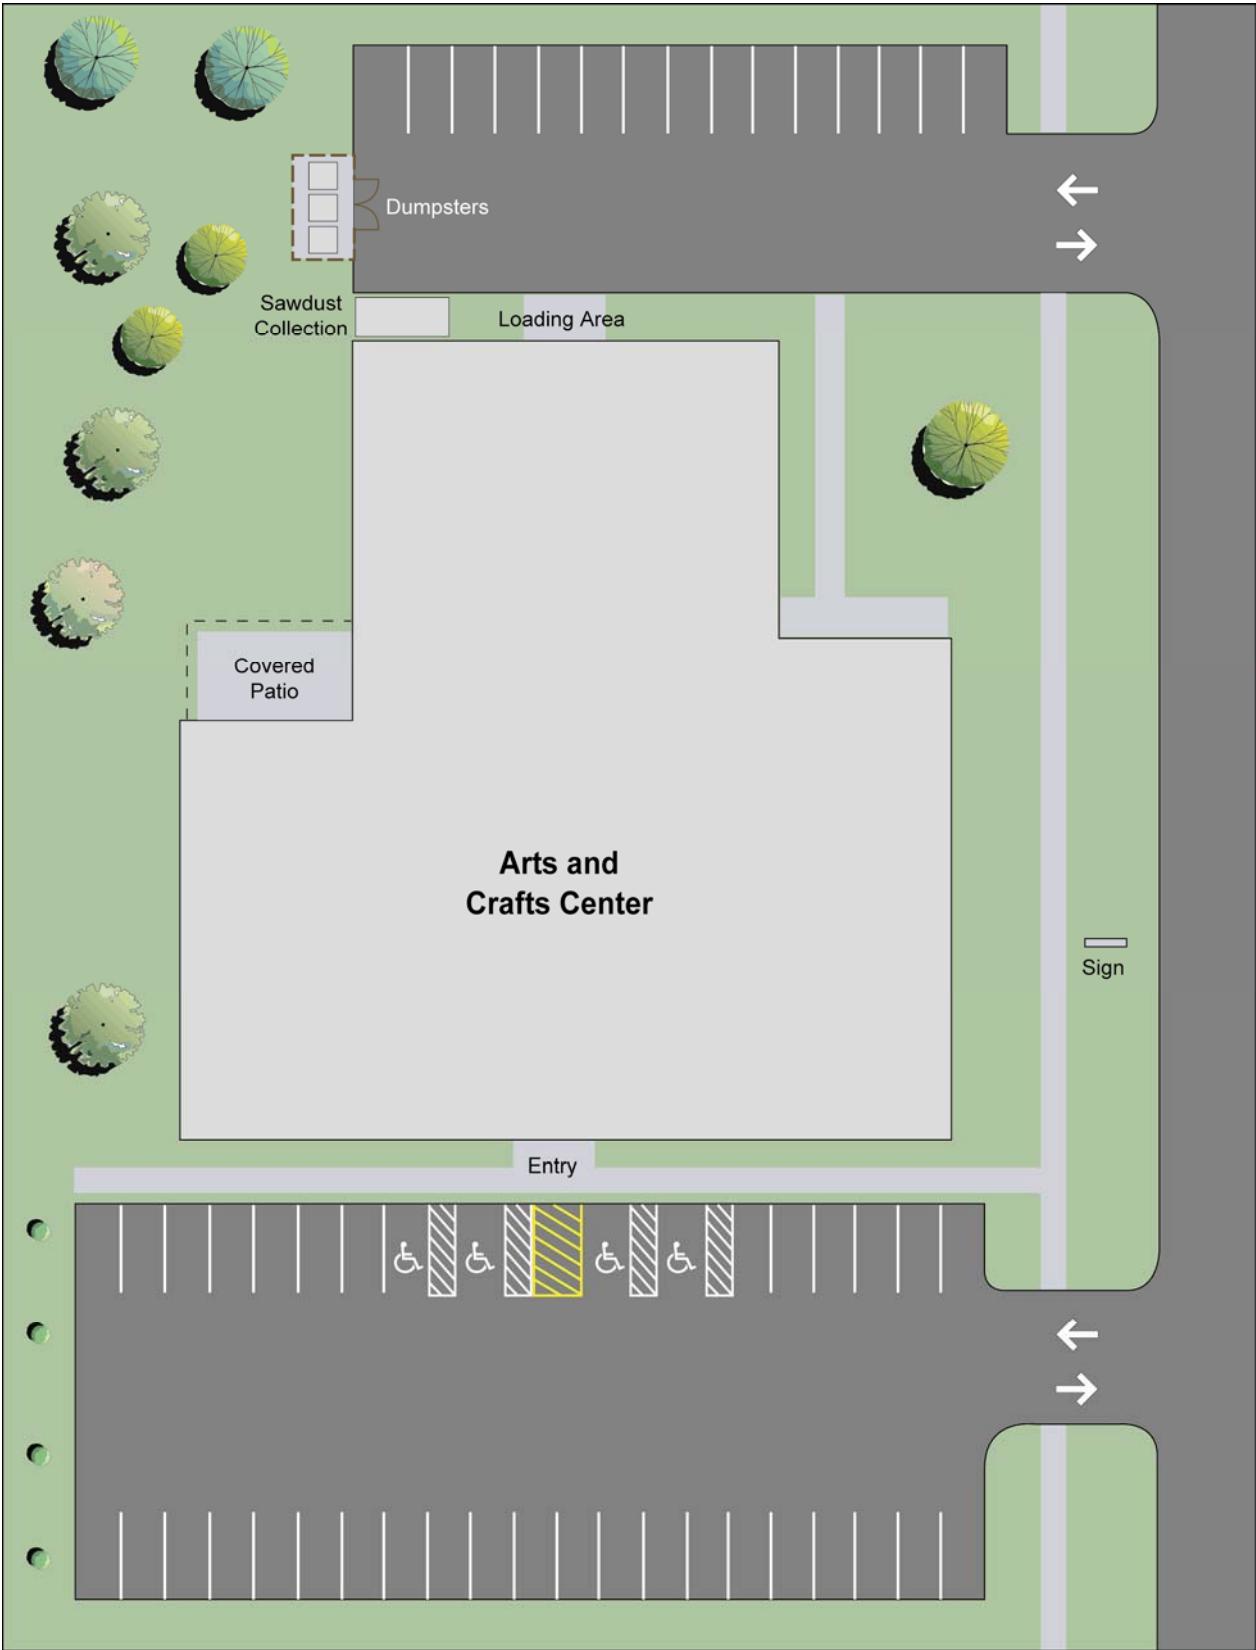 Dumpsters
Sawdust
Collection
Loading Area
Covered
Patio
Arts and
Crafts Center
Sign
Entry